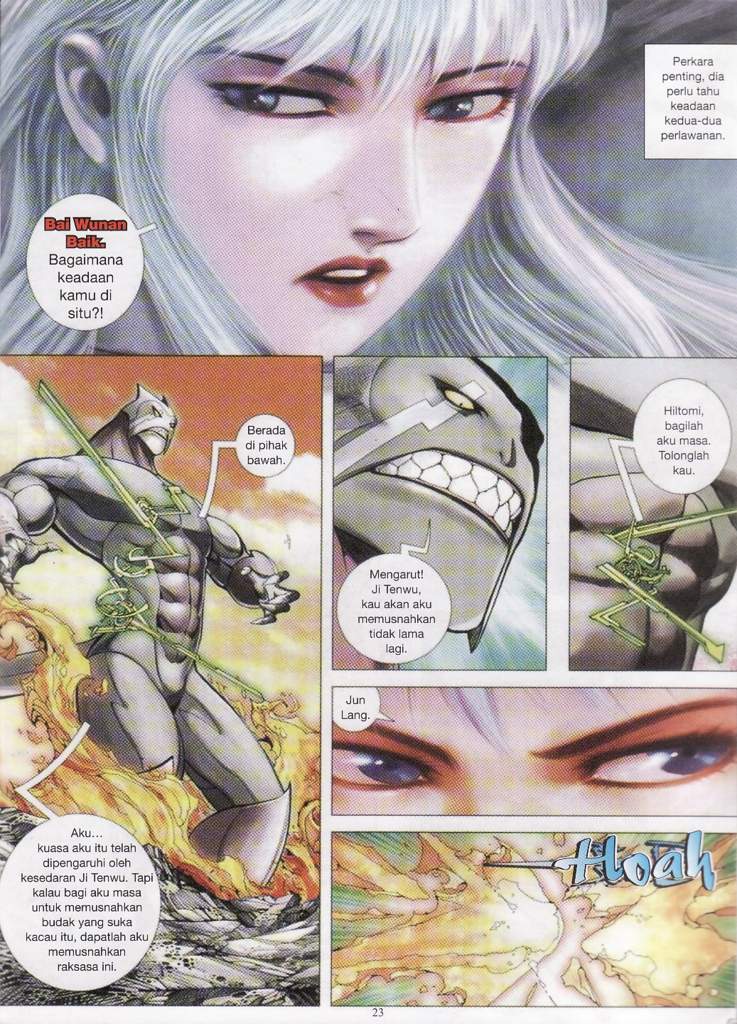 Perkara
penting, dia
perlu tahu
keadaan
kedua-dua
perlawanan.
Bai Wunan
Baik.
Bagaimana
keadaan
kamu di
situ?!
Berada
di pihak
bawah.
Aku...
kuasa aku itu telah
dipengaruhi oleh
kesedaran Ji Tenwu. Tapi
kalau bagi aku masa
untuk memusnahkan
budak yang suka
kacau itu, dapatlah aku
memusnahkan
raksasa ini.
Mengarut!
Ji Tenwu,
kau akan aku
memusnahkan
tidak lama
lagi.
Hiltomi,
bagilah
aku masa.
Tolonglah
kau.
Jun
Lang.
Hoah
23